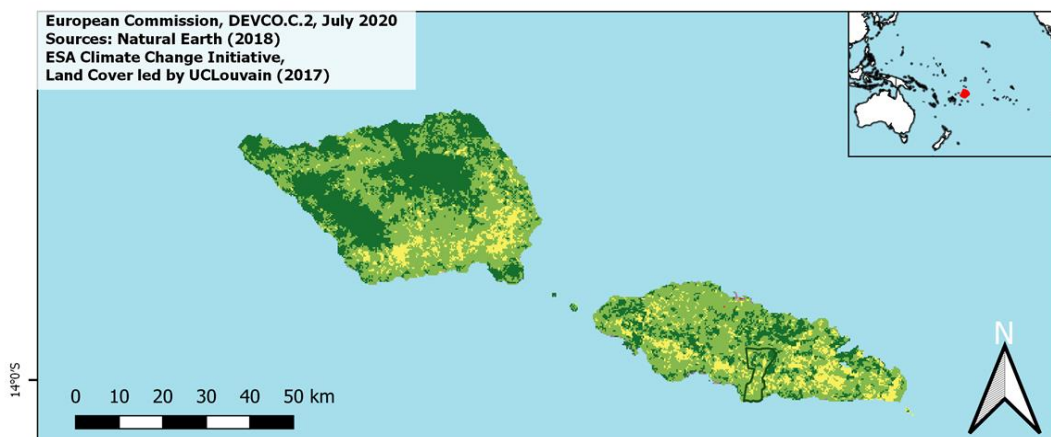 European Commission, DEVCO.C.2, July 2020
Sources: Natural Earth (2018)
ESA Climate Change Initiative,
Land Cover led by UCLouvain (2017)
N
14°0'S
0 10 20 30 40 50 km